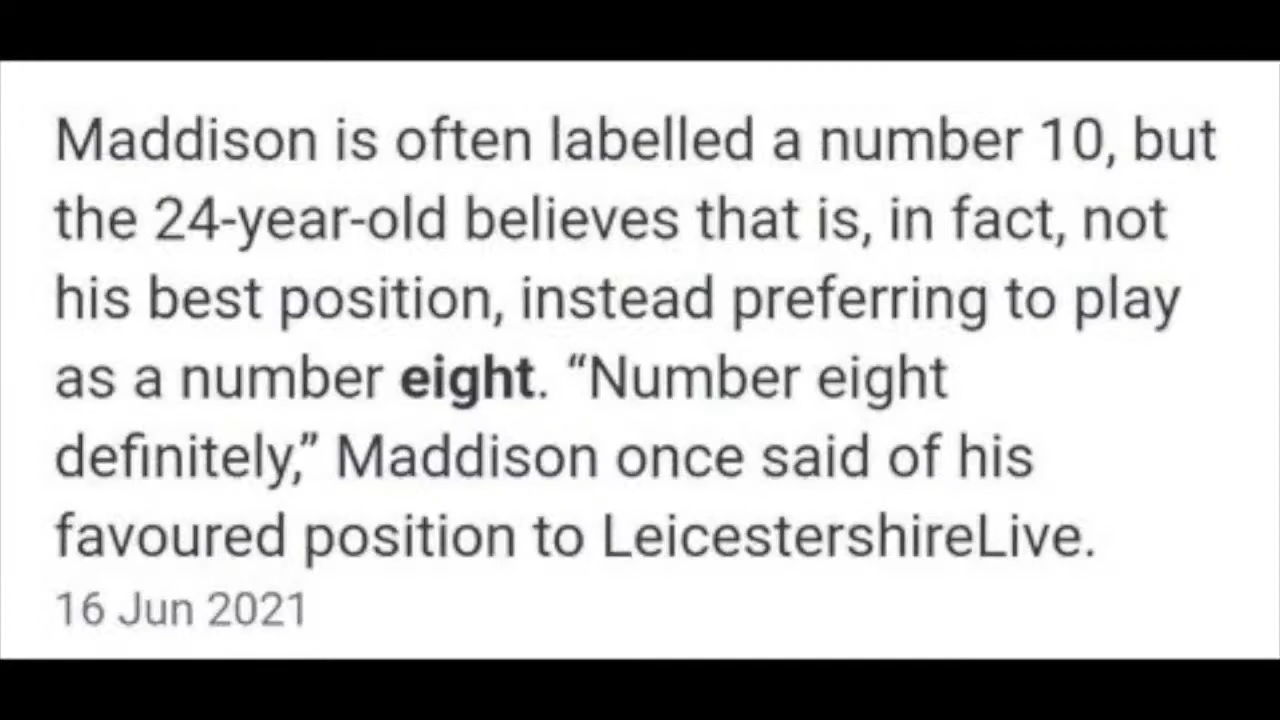 Maddison is often labelled a number 10, but
the 24-year-old believes that is, in fact, not
his best position, instead preferring to play
as a number eight. “Number eight
definitely,” Maddison once said of his
favoured position to LeicestershireLive.
16 Jun 2021